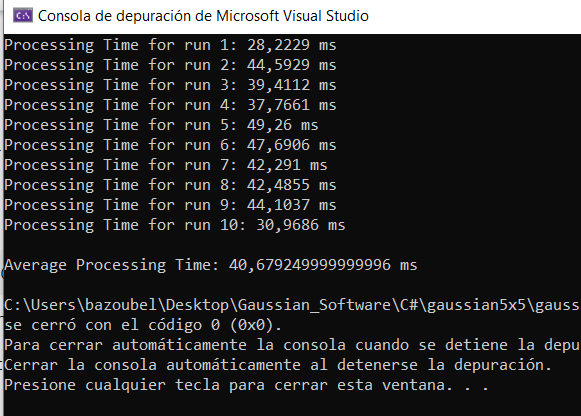 Consola de depuración de Microsoft Visual Studio
Processing Time for run 1: 28,2229 ms
Processing Time for run 2: 44,5929 ms
Processing Time for run 3: 39,4112 ms
Processing Time for run 4: 37,7661 ms
Processing Time for run 5: 49,26 ms
Processing Time for run 6: 47,6906 ms
Processing Time for run 7: 42,291 ms
Processing Time for run 8: 42,4855 ms
Processing Time for run 9: 44,1037 ms
Processing Time for run 10: 30,9686 ms
Average Processing Time: 40,679249999999996 ms
C:\Users\bazoubel\Desktop\Gaussian_Software\C#\gaussian5x5\gauss
se cerró con el código 0 (0x0).
Para cerrar automáticamente la consola cuando se detiene la depu
Cerrar la consola automáticamente al detenerse la depuración.
Presione cualquier tecla para cerrar esta ventana. . .